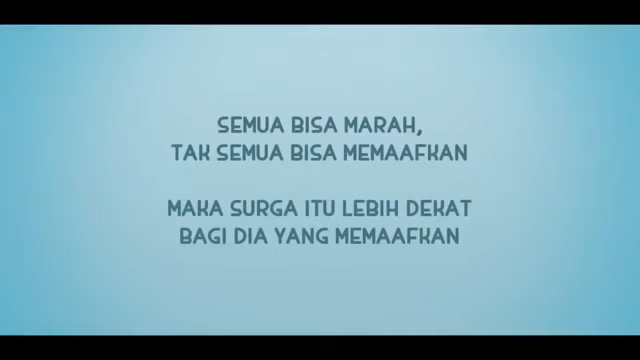 SEMUA BISA MARAH,
TAK SEMUA BISA MEMAAFKAN
MAKA SURGA ITU LEBIH DEKAT
BAGI DIA YANG MEMAAFKAN